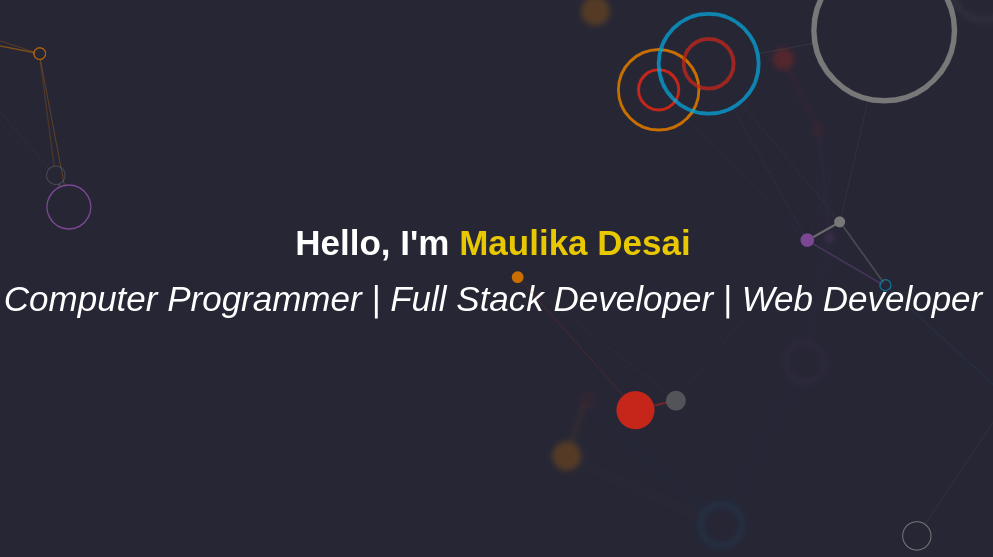 Hello, I'm Maulika Desai
Computer Programmer | Full Stack Developer | Web Developer